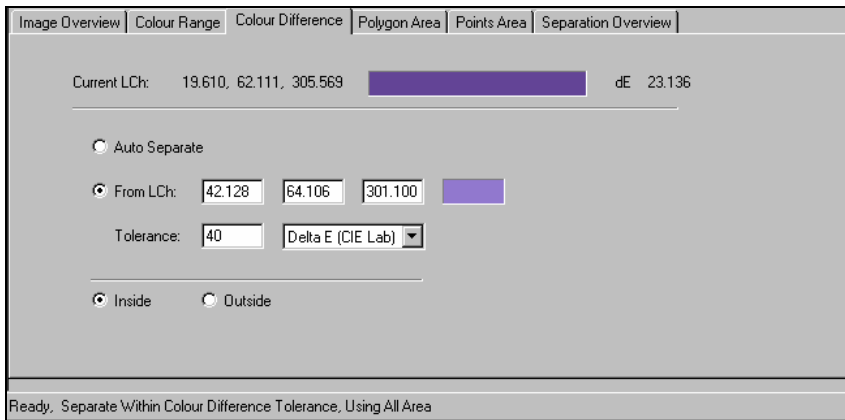 Image Overview Colour Range Colour Difference Polygon Area Points Area Separation Overview
Current LCh: 19.610, 62.111, 305.569 dE 23.136
Auto Separate
From LCh: 42.128 64.106 301.100
Tolerance: 40 Delta E (CIE Lab)
Inside Outside
Ready, Separate Within Colour Difference Tolerance, Using All Area